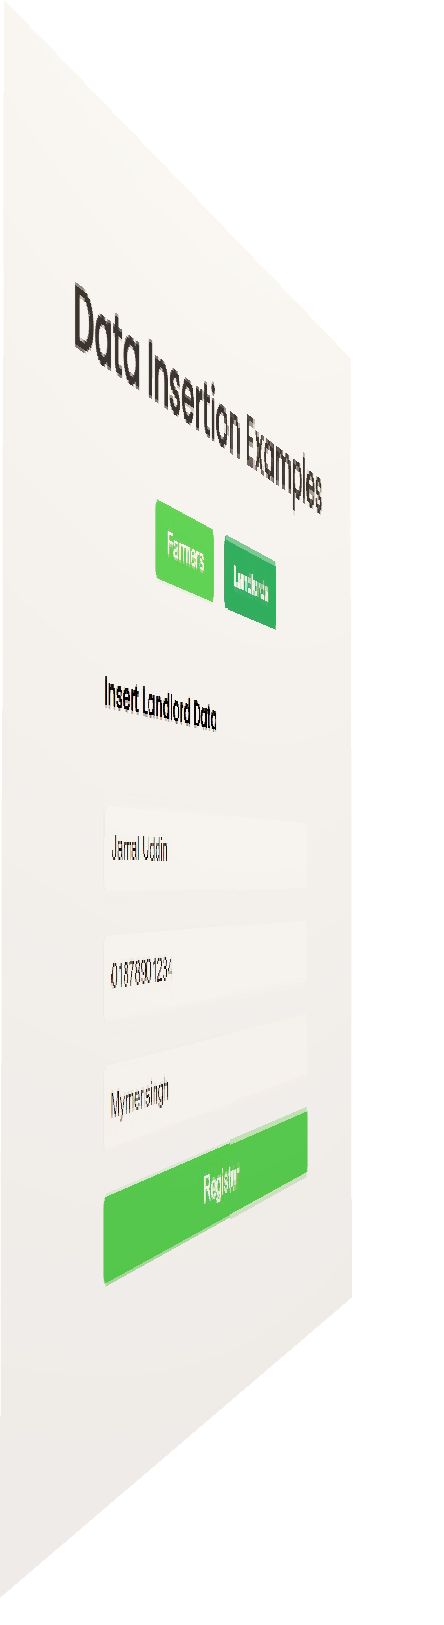 Data Insertion Examples
Farmers Landlords
Insert Landlord Data
Jamal Uddin
01878901234
Mymensingh
Register